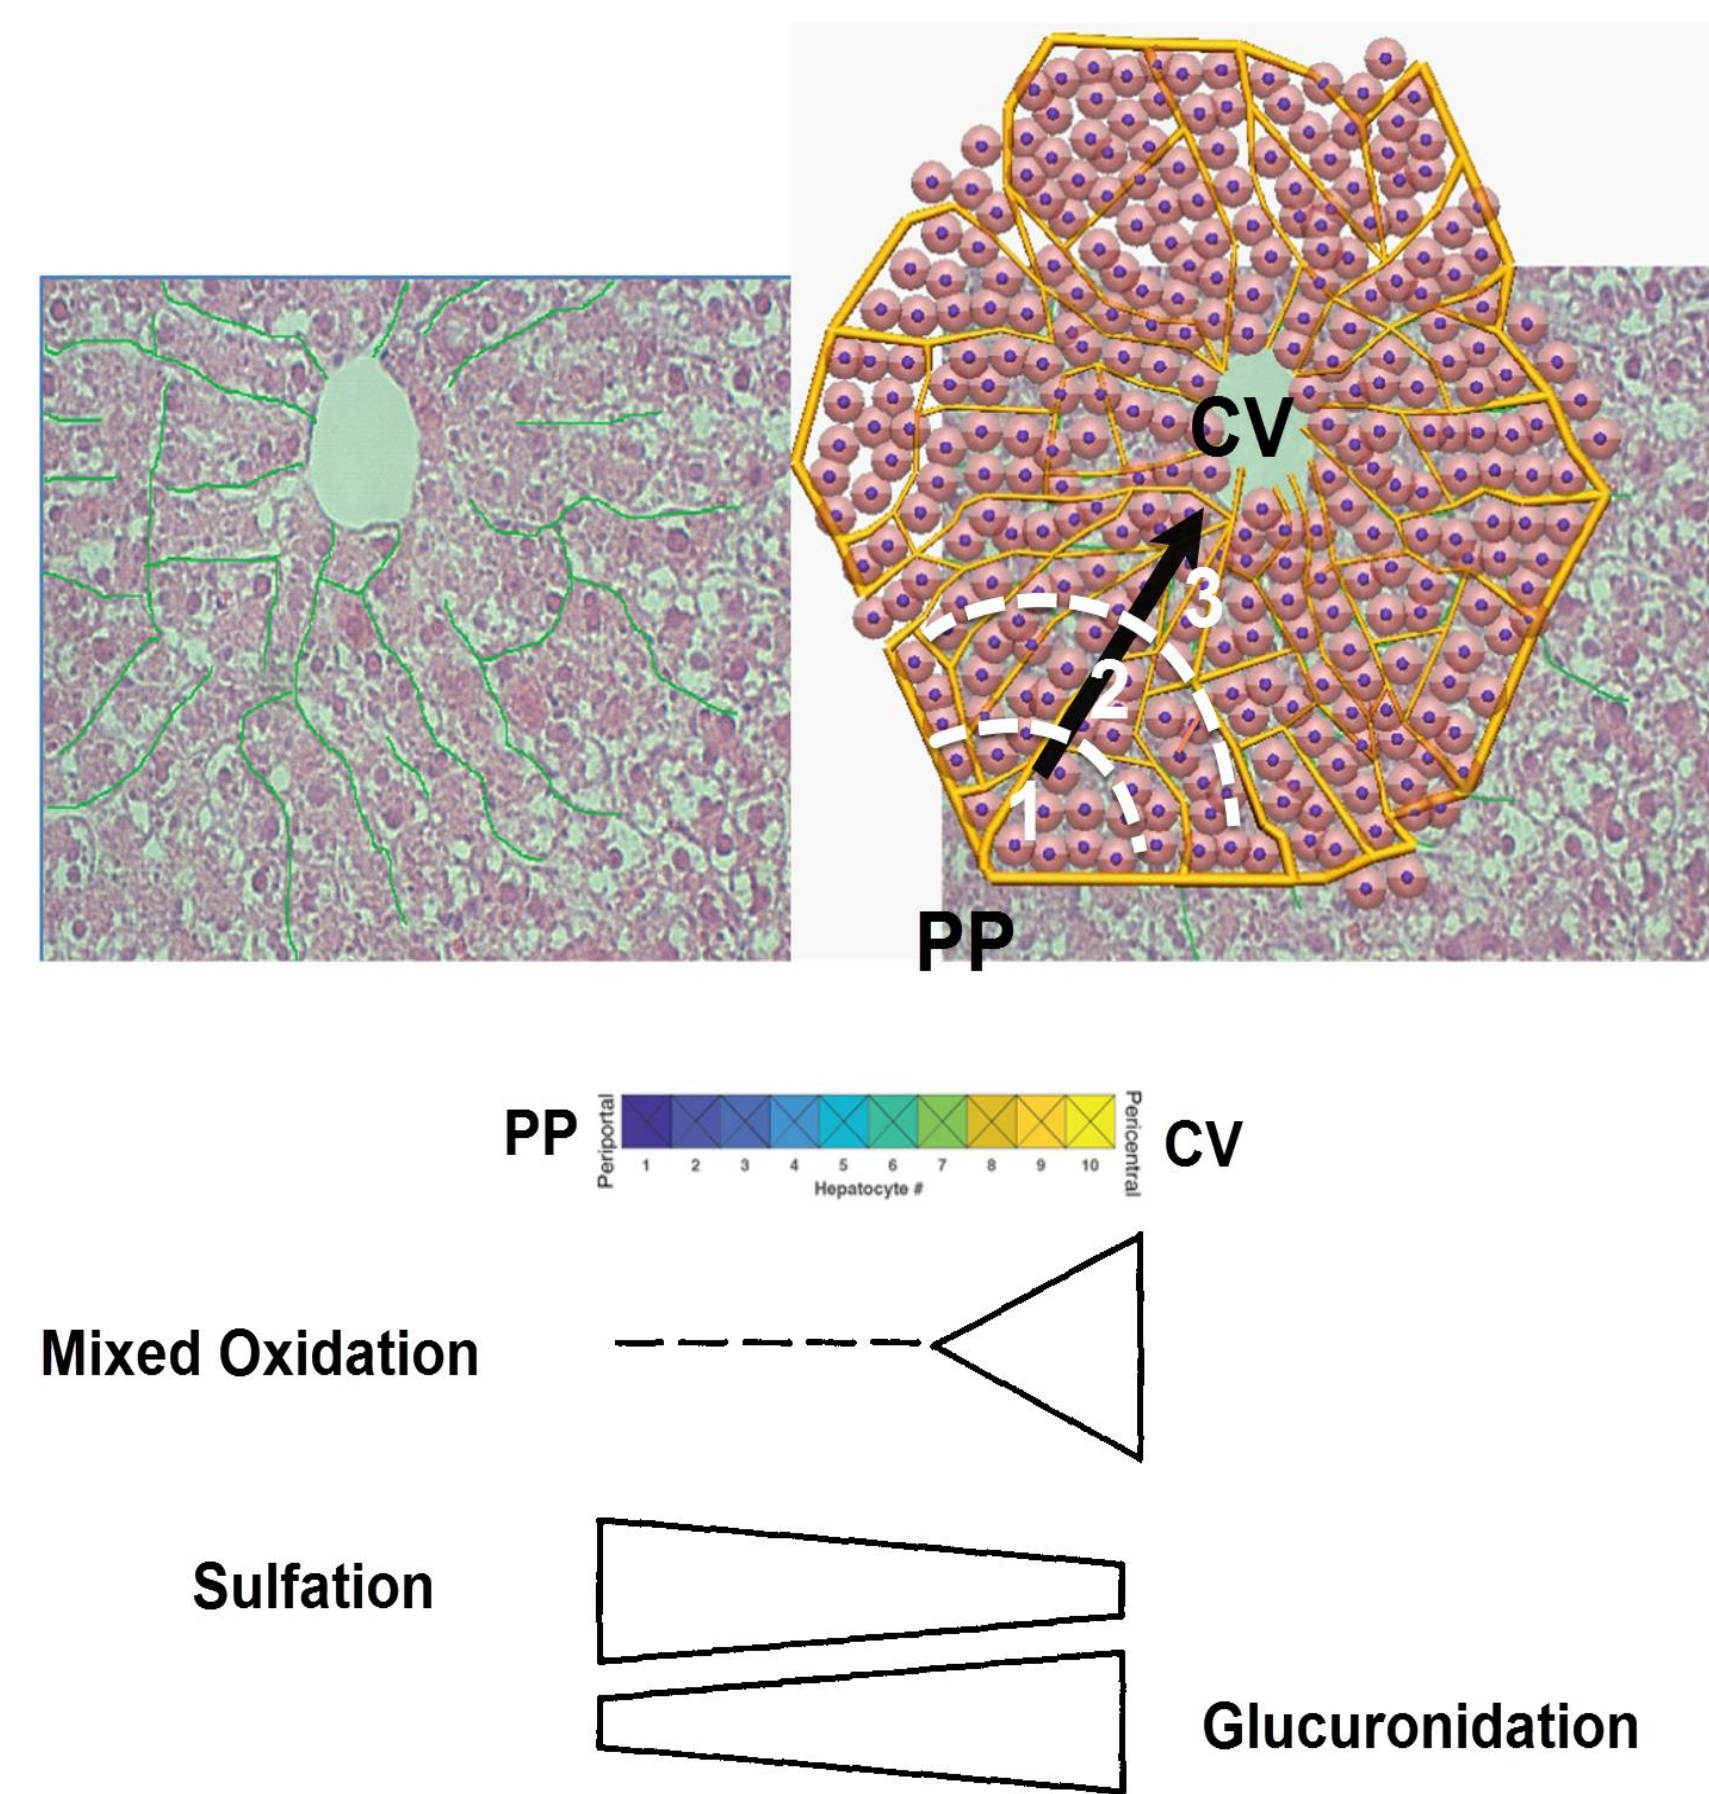 CV
3
2
1
PP
PP
Periportal
1 2 3 4 5 6 7 8 9 10
Hepatocyte #
Pericentral
CV
Mixed Oxidation
Sulfation
Glucuronidation